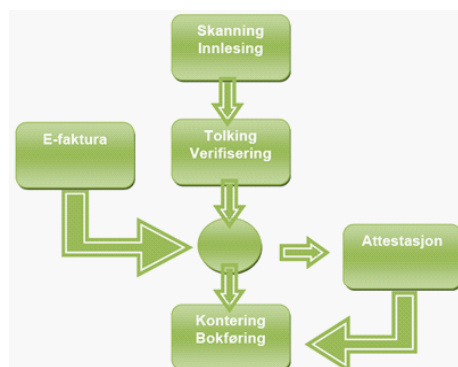 Skanning
Innlesing
E-faktura
Tolking
Verifisering
Attestasjon
Kontering
Bokføring